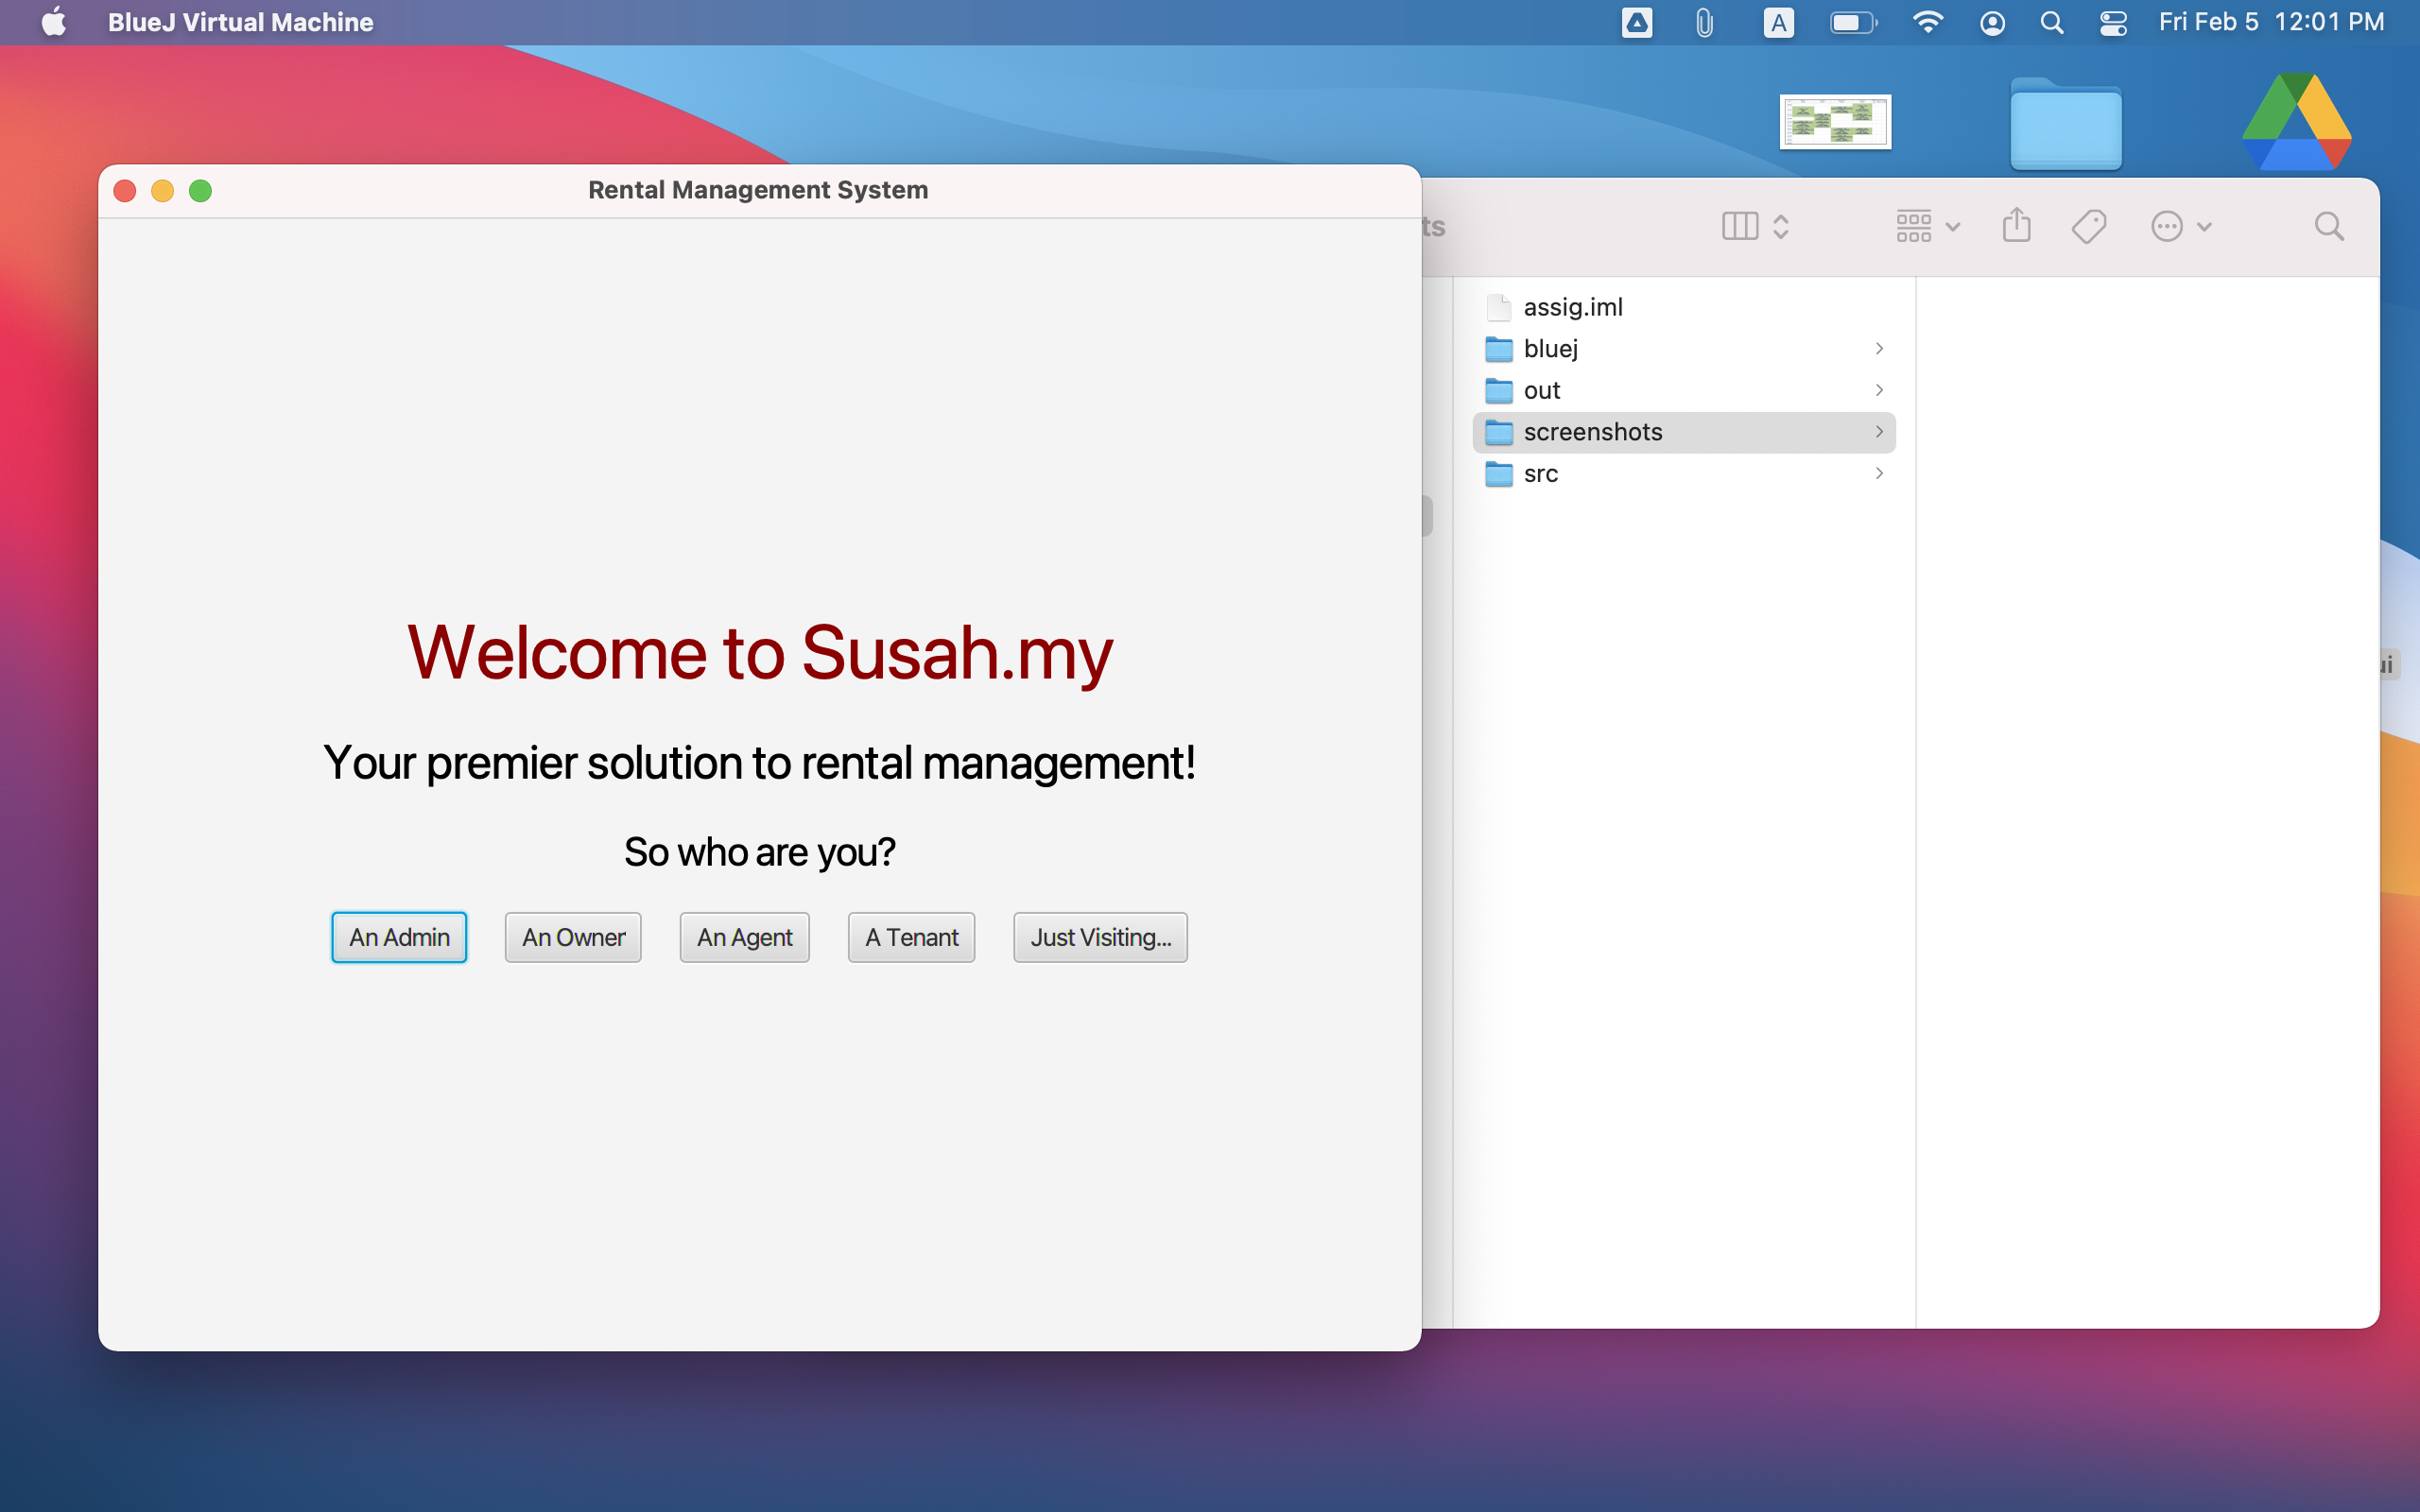 BlueJ Virtual Machine
A
Fri Feb 5 12:01 PM
Rental Management System
ts
assig.iml
bluej
out
screenshots
src
ui
Welcome to Susah.my
Your premier solution to rental management!
So who are you?
An Admin An Owner An Agent A Tenant Just Visiting...